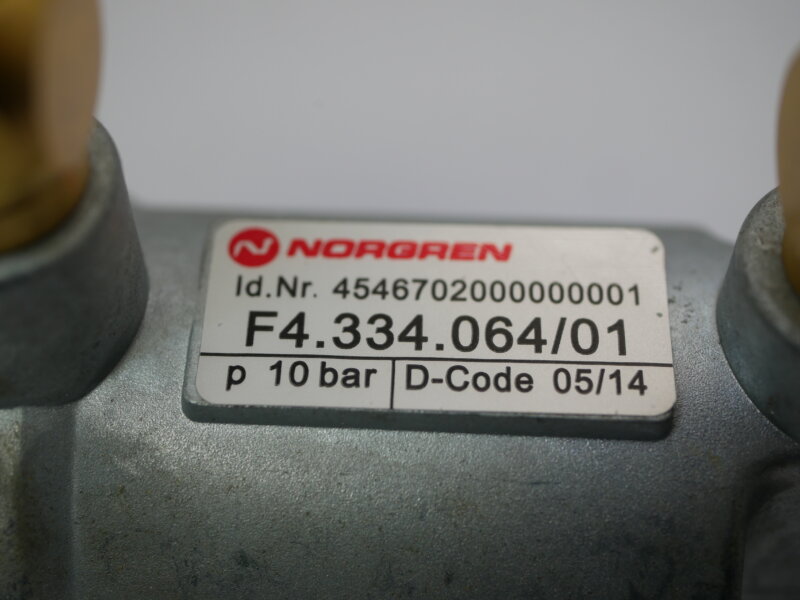 NORGREN
Id.Nr. 4546702000000001
F4.334.064/01
p 10 bar D-Code 05/14